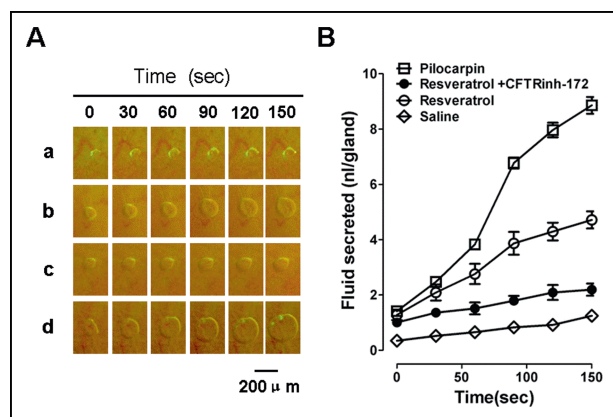 A
Time (sec)
0 30 60 90 120 150
a
b
c
d
200 μ m
B
Pilocarpin
Resveratrol +CFTRinh-172
Resveratrol
Saline
Fluid secreted (nl/gland)
10
8
6
4
2
0
0 50 100 150
Time(sec)